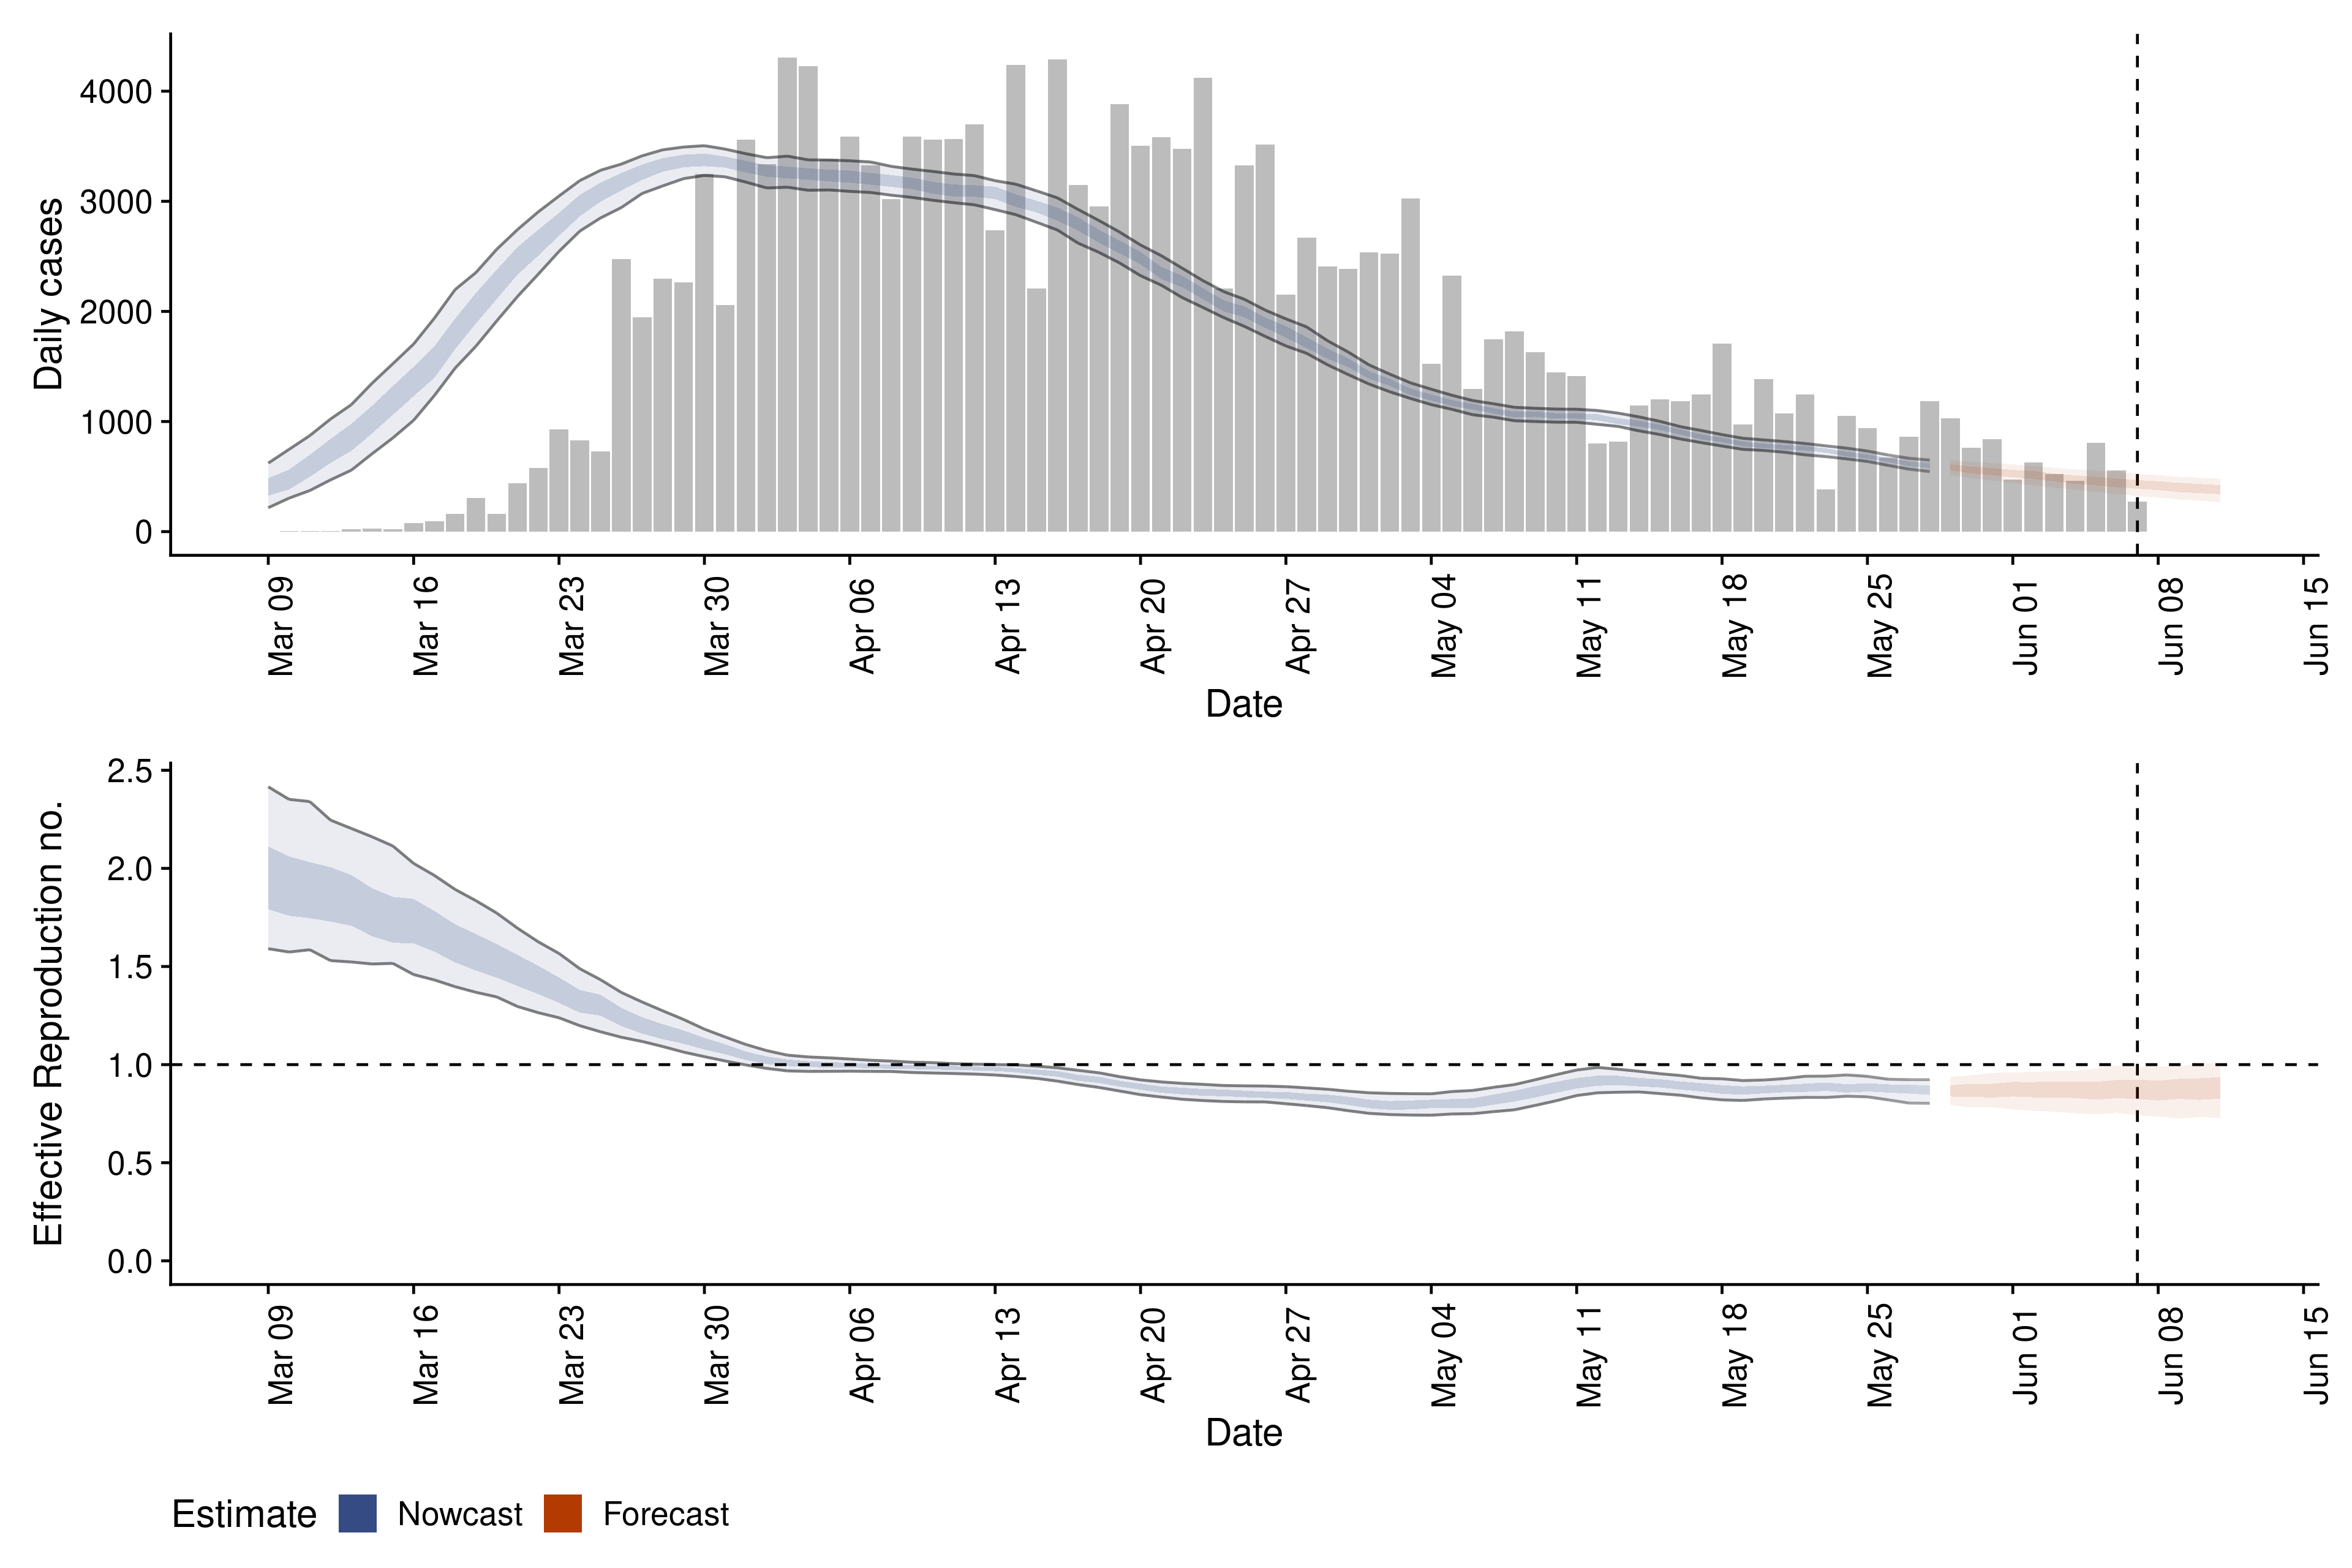 Daily cases
4000
3000
2000
1000
0
Mar 09
Mar 16
Mar 23
Mar 30
Apr 06
Apr 13
Apr 20
Apr 27
May 04
May 11
May 18
May 25
Jun 01
Jun 08
Jun 15
Date
Effective Reproduction no.
2.5
2.0
1.5
1.0
0.5
0.0
Mar 09
Mar 16
Mar 23
Mar 30
Apr 06
Apr 13
Apr 20
Apr 27
May 04
May 11
May 18
May 25
Jun 01
Jun 08
Jun 15
Date
Estimate Nowcast Forecast